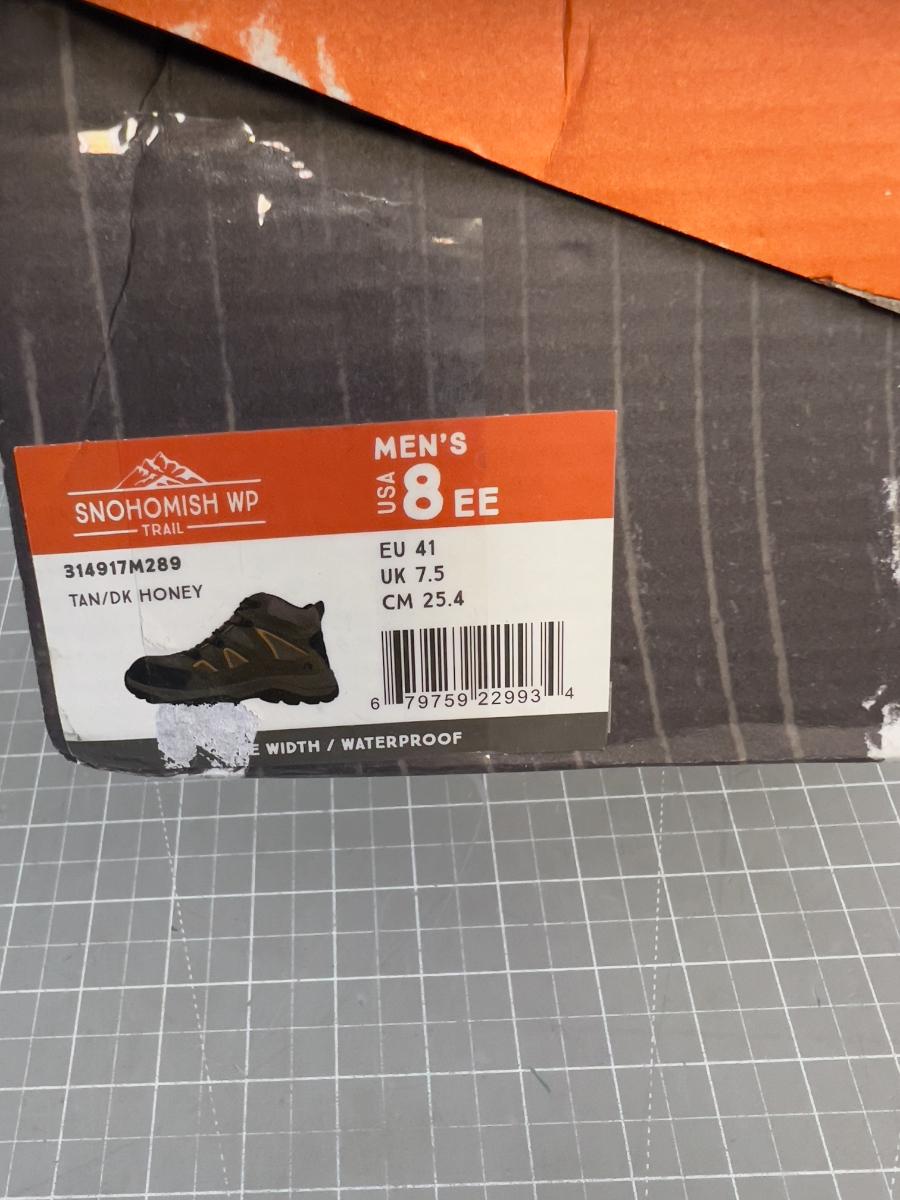 SNOHOMISH WP
TRAIL
MEN'S
USA 8 EE
314917M289
TAN/DK HONEY
EU 41
UK 7.5
CM 25.4
6 79759 22993 4
WIDTH / WATERPROOF